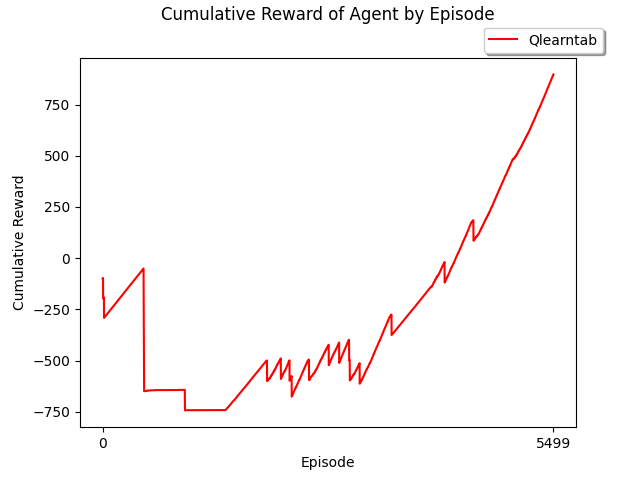 Cumulative Reward of Agent by Episode
Qlearntab
750
500
250
0
−250
−500
−750
Cumulative Reward
0
5499
Episode